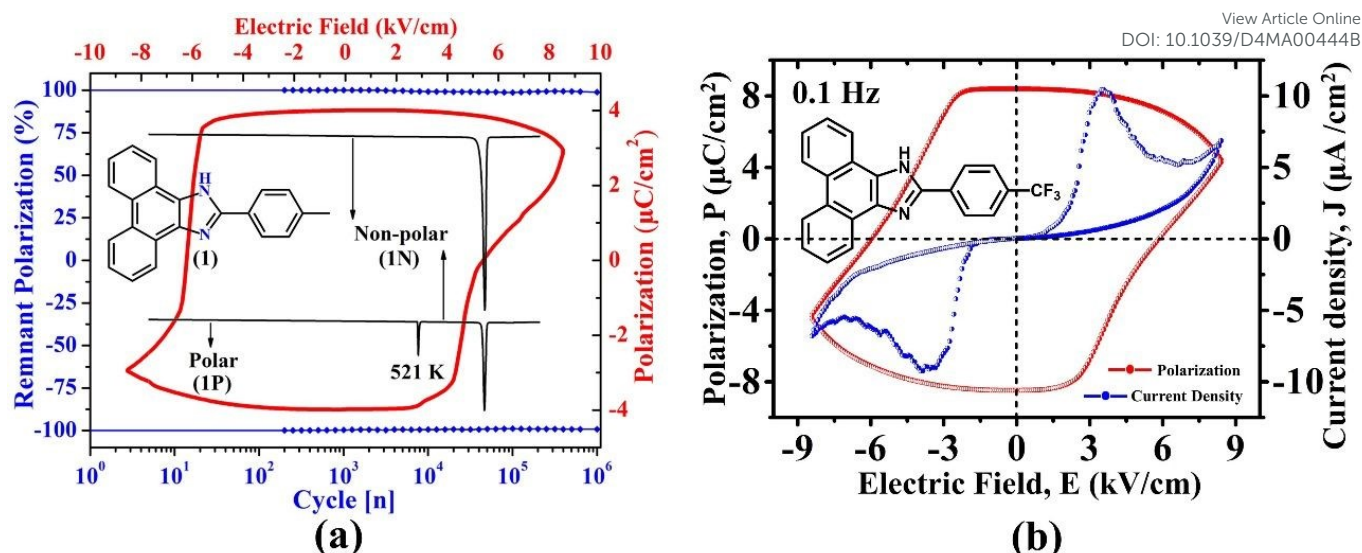 View Article Online
DOI: 10.1039/D4MA00444B
Electric Field (kV/cm)
-10 -8 -6 -4 -2 0 2 4 6 8 10
Remnant Polarization (%)
100
75
50
25
0
-25
-50
-75
-100
H
N
N
(1)
Non-polar
(1N)
Polar
(1P)
521 K
4
2
0
-2
-4
Polarization (µC/cm²)
10⁰ 10¹ 10² 10³ 10⁴ 10⁵ 10⁶
Cycle [n]
(a)
Polarization, P (µC/cm²)
8
4
0
-4
-8
0.1 Hz
H
N
N
CF₃
Polarization
Current Density
10
5
0
-5
-10
Current density, J (µA /cm²)
-9 -6 -3 0 3 6 9
Electric Field, E (kV/cm)
(b)